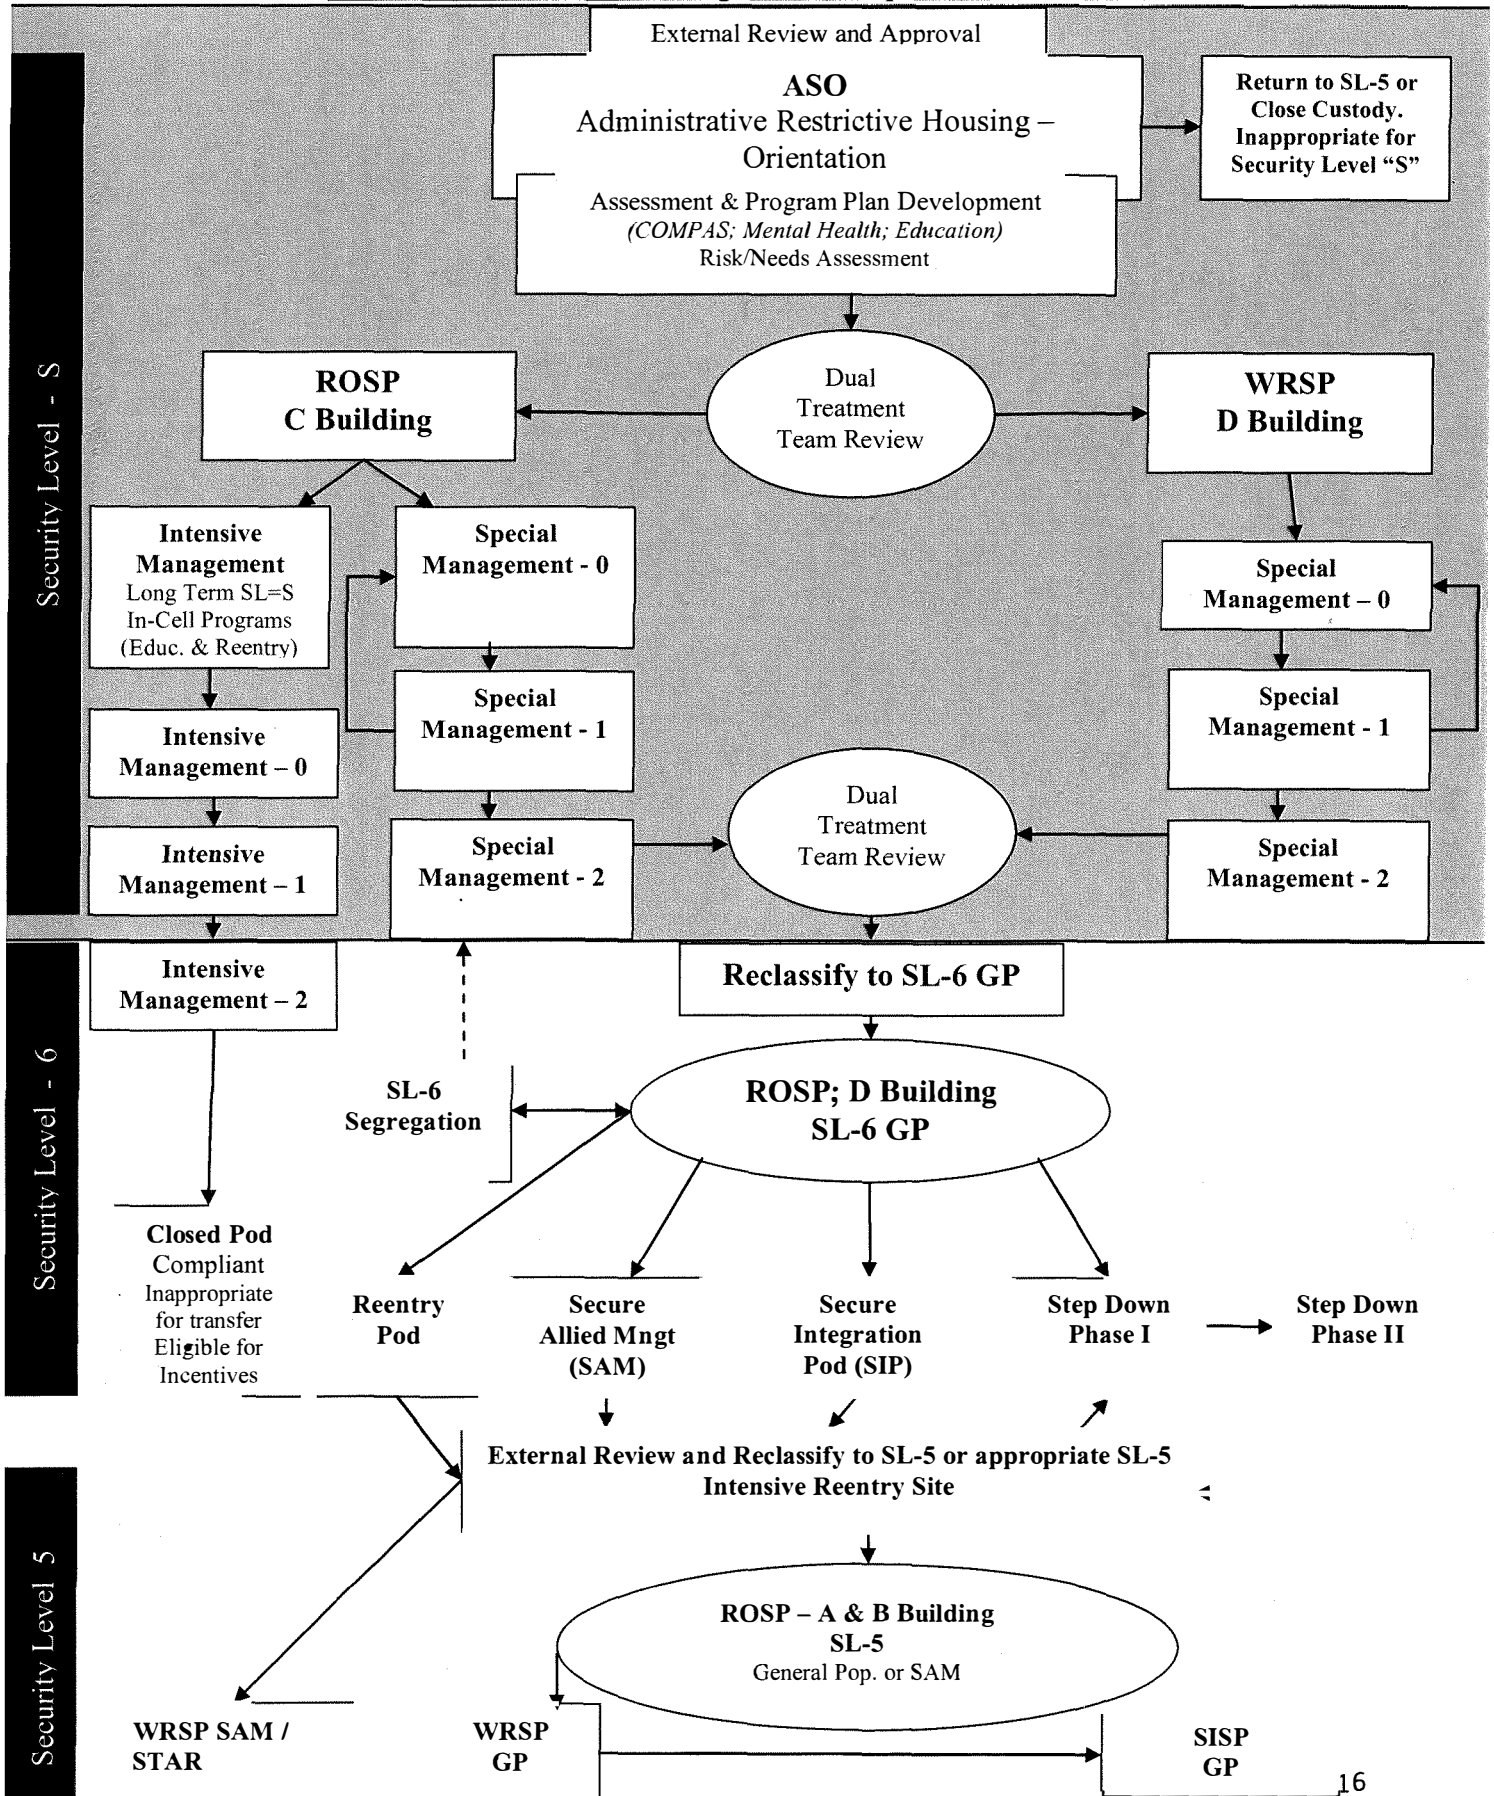 External Review and Approval
ASO
Administrative Restrictive Housing –
Orientation
Assessment & Program Plan Development
(COMPAS; Mental Health; Education)
Risk/Needs Assessment
Return to SL-5 or
Close Custody.
Inappropriate for
Security Level “S”
Security Level - S
ROSP
C Building
Dual
Treatment
Team Review
WRSP
D Building
Intensive
Management
Long Term SL=S
In-Cell Programs
(Educ. & Reentry)
Special
Management - 0
Special
Management – 0
Intensive
Management – 0
Special
Management - 1
Special
Management - 1
Intensive
Management – 1
Special
Management - 2
Dual
Treatment
Team Review
Special
Management - 2
Security Level - 6
Intensive
Management – 2
Reclassify to SL-6 GP
SL-6
Segregation
ROSP; D Building
SL-6 GP
Closed Pod
Compliant
Inappropriate
for transfer
Eligible for
Incentives
Reentry
Pod
Secure
Allied Mngt
(SAM)
Secure
Integration
Pod (SIP)
Step Down
Phase I
Step Down
Phase II
External Review and Reclassify to SL-5 or appropriate SL-5
Intensive Reentry Site
Security Level 5
ROSP – A & B Building
SL-5
General Pop. or SAM
WRSP SAM /
STAR
WRSP
GP
SISP
GP
16